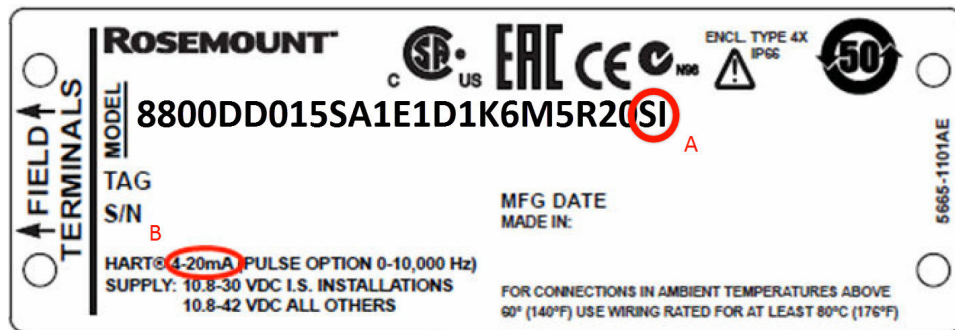 ROSEMOUNT
C SA US EAC CE N96 ENCL. TYPE 4X
IP66
50
MODEL 8800DD015SA1E1D1K6M5R20SI
A
FIELD
TERMINALS
TAG
S/N
B
MFG DATE
MADE IN:
5665-1101AE
HART® 4-20mA (PULSE OPTION 0-10,000 Hz)
SUPPLY: 10.8-30 VDC I.S. INSTALLATIONS
10.8-42 VDC ALL OTHERS
FOR CONNECTIONS IN AMBIENT TEMPERATURES ABOVE
60° (140°F) USE WIRING RATED FOR AT LEAST 80°C (176°F)